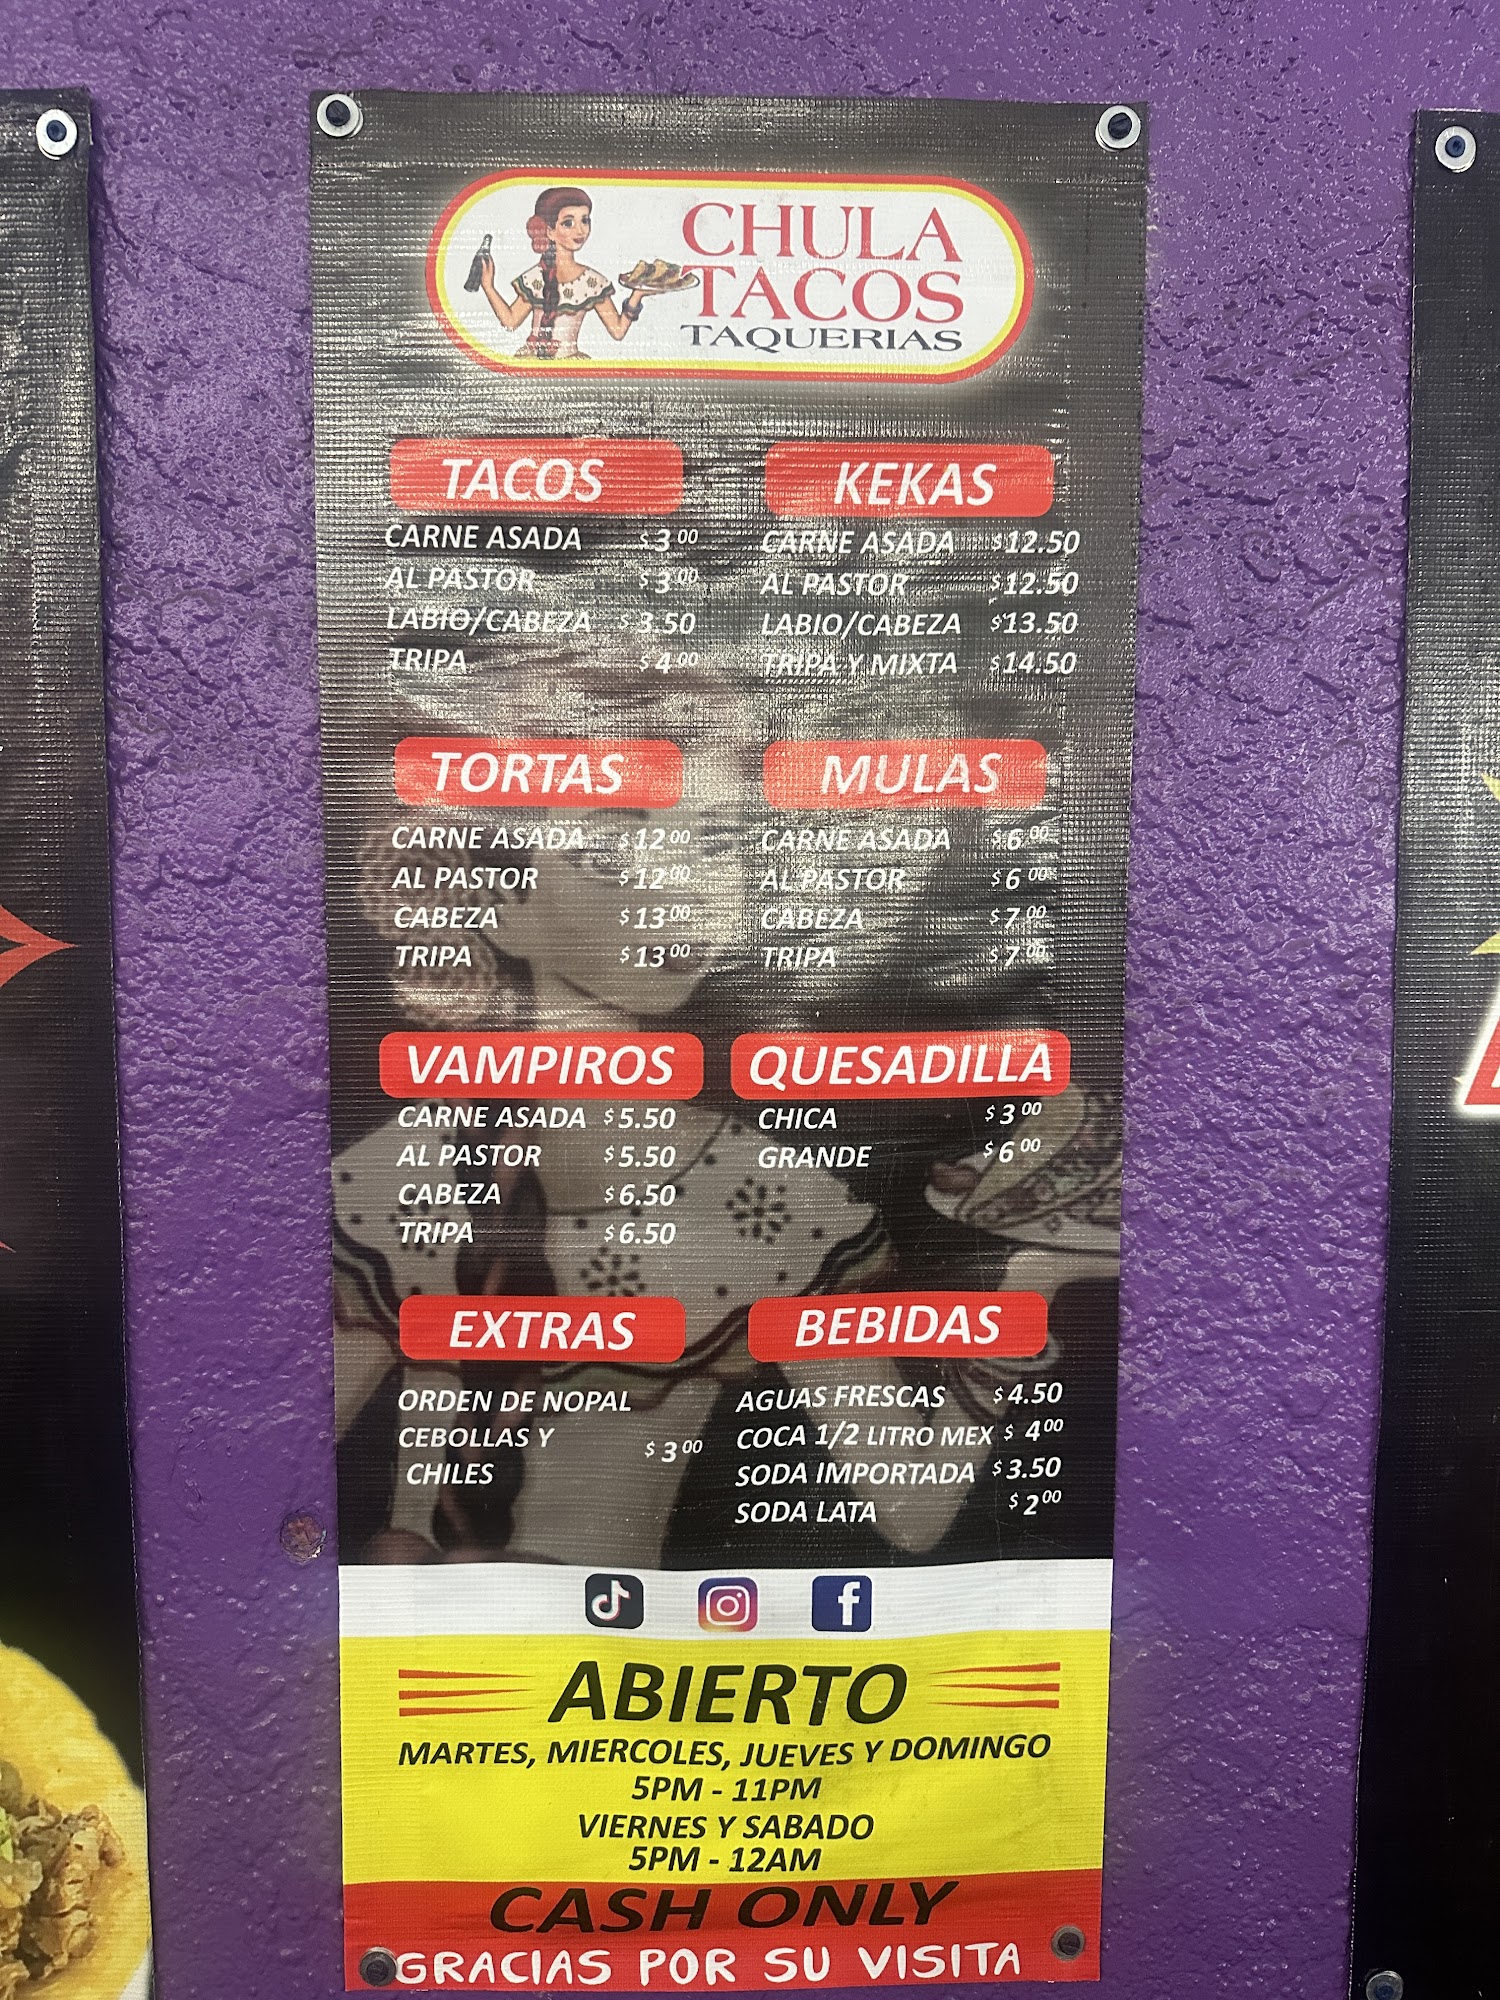 CHULA
TACOS
TAQUERIAS
TACOS
CARNE ASADA $3.00
AL PASTOR $3.00
LABIO/CABEZA $3.50
TRIPA $4.00
KEKAS
CARNE ASADA $12.50
AL PASTOR $12.50
LABIO/CABEZA $13.50
TRIPA Y MIXTA $14.50
TORTAS
CARNE ASADA $12.00
AL PASTOR $12.00
CABEZA $13.00
TRIPA $13.00
MULAS
CARNE ASADA $6.00
AL PASTOR $6.00
CABEZA $7.00
TRIPA $7.00
VAMPIROS
CARNE ASADA $5.50
AL PASTOR $5.50
CABEZA $6.50
TRIPA $6.50
QUESADILLA
CHICA $3.00
GRANDE $6.00
EXTRAS
ORDEN DE NOPAL
CEBOLLAS Y $3.00
CHILES
BEBIDAS
AGUAS FRESCAS $4.50
COCA 1/2 LITRO MEX $4.00
SODA IMPORTADA $3.50
SODA LATA $2.00
ABIERTO
MARTES, MIERCOLES, JUEVES Y DOMINGO
5PM - 11PM
VIERNES Y SABADO
5PM - 12AM
CASH ONLY
GRACIAS POR SU VISITA